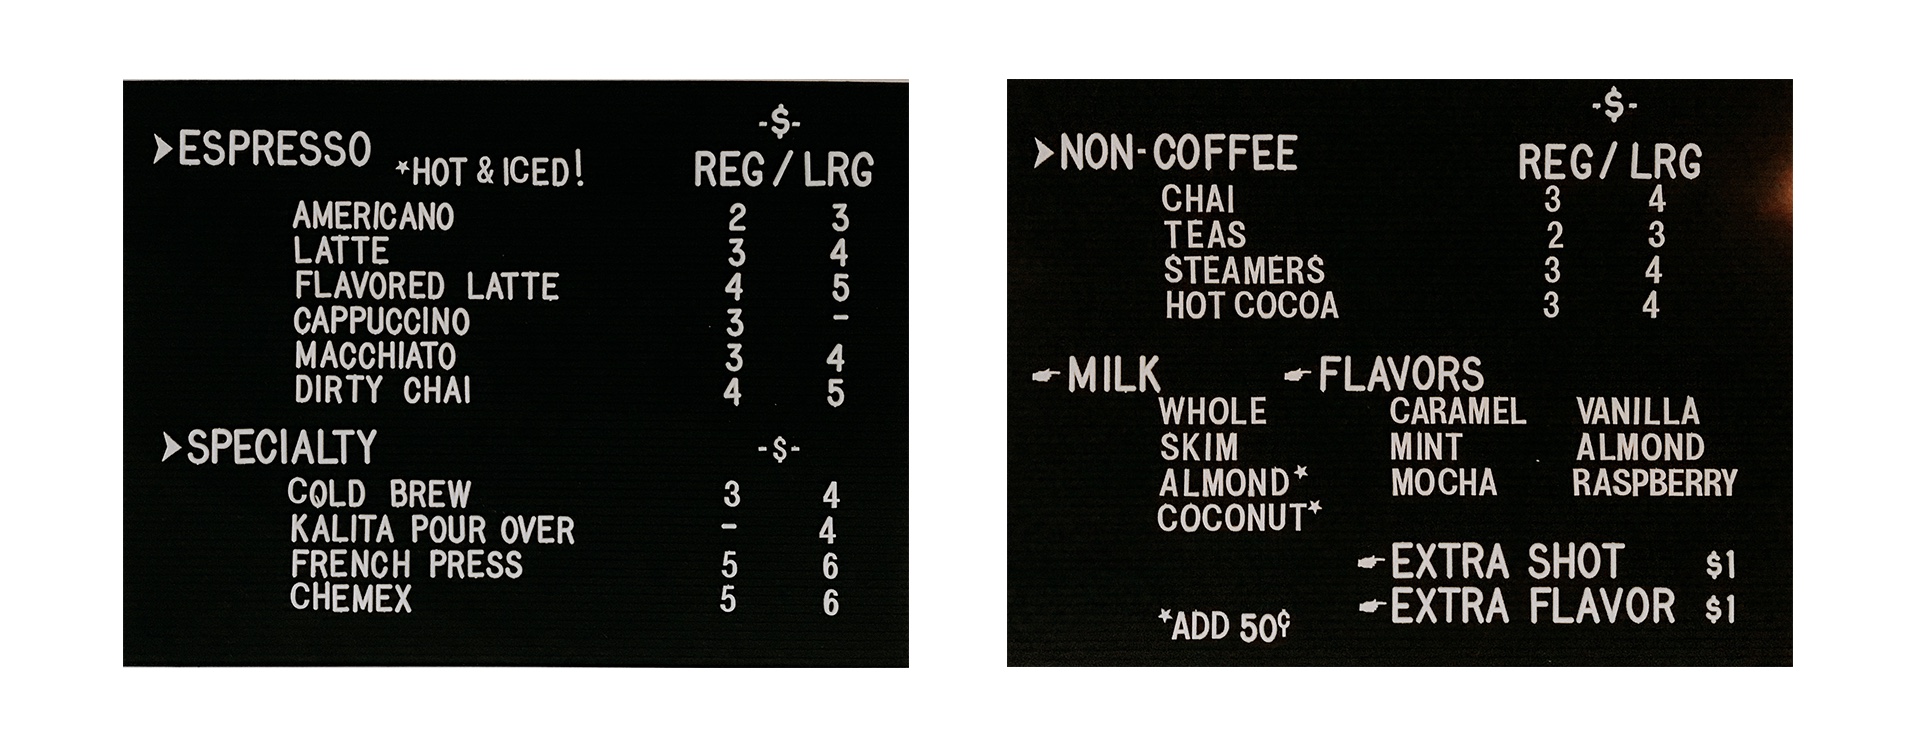 -$-
➤ESPRESSO *HOT & ICED! REG / LRG
AMERICANO 2 3
LATTE 3 4
FLAVORED LATTE 4 5
CAPPUCCINO 3 –
MACCHIATO 3 4
DIRTY CHAI 4 5
➤SPECIALTY -$-
COLD BREW 3 4
KALITA POUR OVER – 4
FRENCH PRESS 5 6
CHEMEX 5 6
-$-
➤NON-COFFEE REG / LRG
CHAI 3 4
TEAS 2 3
STEAMERS 3 4
HOT COCOA 3 4
☛MILK ☛FLAVORS
WHOLE CARAMEL VANILLA
SKIM MINT ALMOND
ALMOND* MOCHA RASPBERRY
COCONUT*
☛EXTRA SHOT $1
☛EXTRA FLAVOR $1
*ADD 50¢